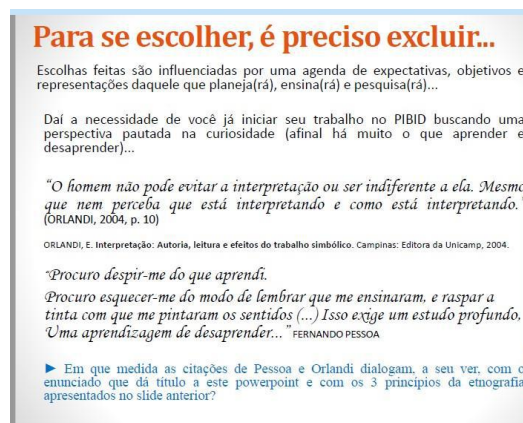 Para se escolher, é preciso excluir...
Escolhas feitas são influenciadas por uma agenda de expectativas, objetivos e
representações daquele que planeja(rá), ensina(rá) e pesquisa(rá)...
Daí a necessidade de você já iniciar seu trabalho no PIBID buscando uma
perspectiva pautada na curiosidade (afinal há muito o que aprender e
desaprender)...
"O homem não pode evitar a interpretação ou ser indiferente a ela. Mesmo
que nem perceba que está interpretando e como está interpretando."
(ORLANDI, 2004, p. 10)
ORLANDI, E. Interpretação: Autoria, leitura e efeitos do trabalho simbólico. Campinas: Editora da Unicamp, 2004.
"Procuro despir-me do que aprendi.
Procuro esquecer-me do modo de lembrar que me ensinaram, e raspar a
tinta com que me pintaram os sentidos (...) Isso exige um estudo profundo,
Uma aprendizagem de desaprender..." FERNANDO PESSOA
► Em que medida as citações de Pessoa e Orlandi dialogam, a seu ver, com o
enunciado que dá título a este powerpoint e com os 3 princípios da etnografia
apresentados no slide anterior?